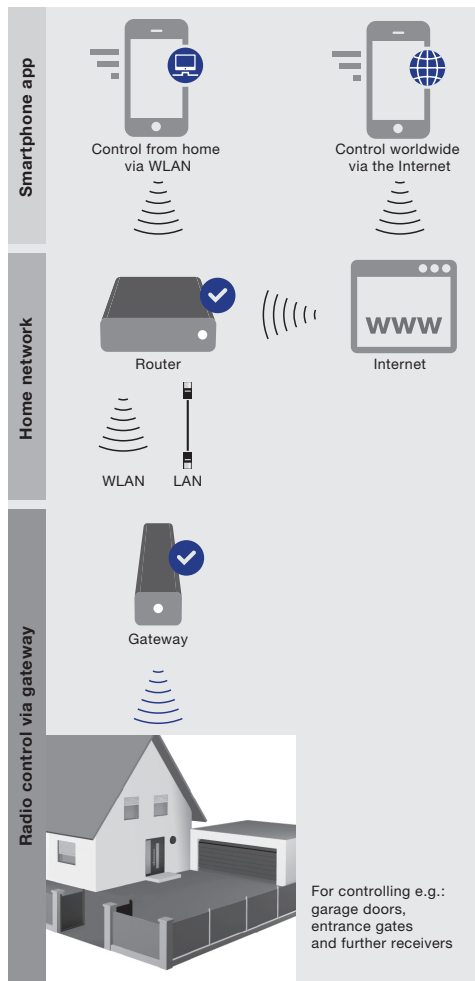 Smartphone app
Control from home
via WLAN
Control worldwide
via the Internet
Home network
Router
www
Internet
WLAN
LAN
Radio control via gateway
Gateway
For controlling e.g.:
garage doors,
entrance gates
and further receivers